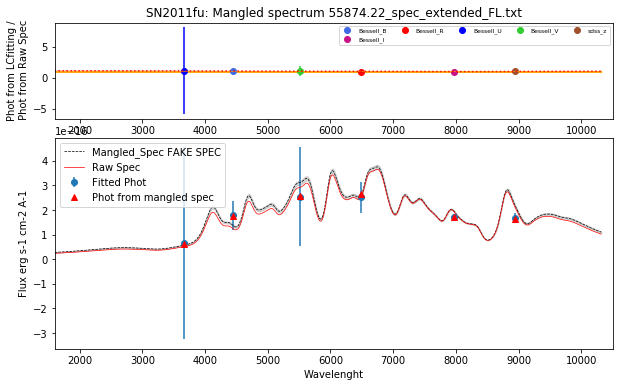 SN2011fu: Mangled spectrum 55874.22_spec_extended_FL.txt
Phot from LCfitting /
Phot from Raw Spec
5
0
−5
Bessell_B
Bessell_R
Bessell_U
Bessell_V
sdss_z
Bessell_I
2000 3000 4000 5000 6000 7000 8000 9000 10000
Flux erg s-1 cm-2 A-1
4
3
2
1
0
−1
−2
−3
Mangled_Spec FAKE SPEC
Raw Spec
Fitted Phot
Phot from mangled spec
2000 3000 4000 5000 6000 7000 8000 9000 10000
Wavelenght